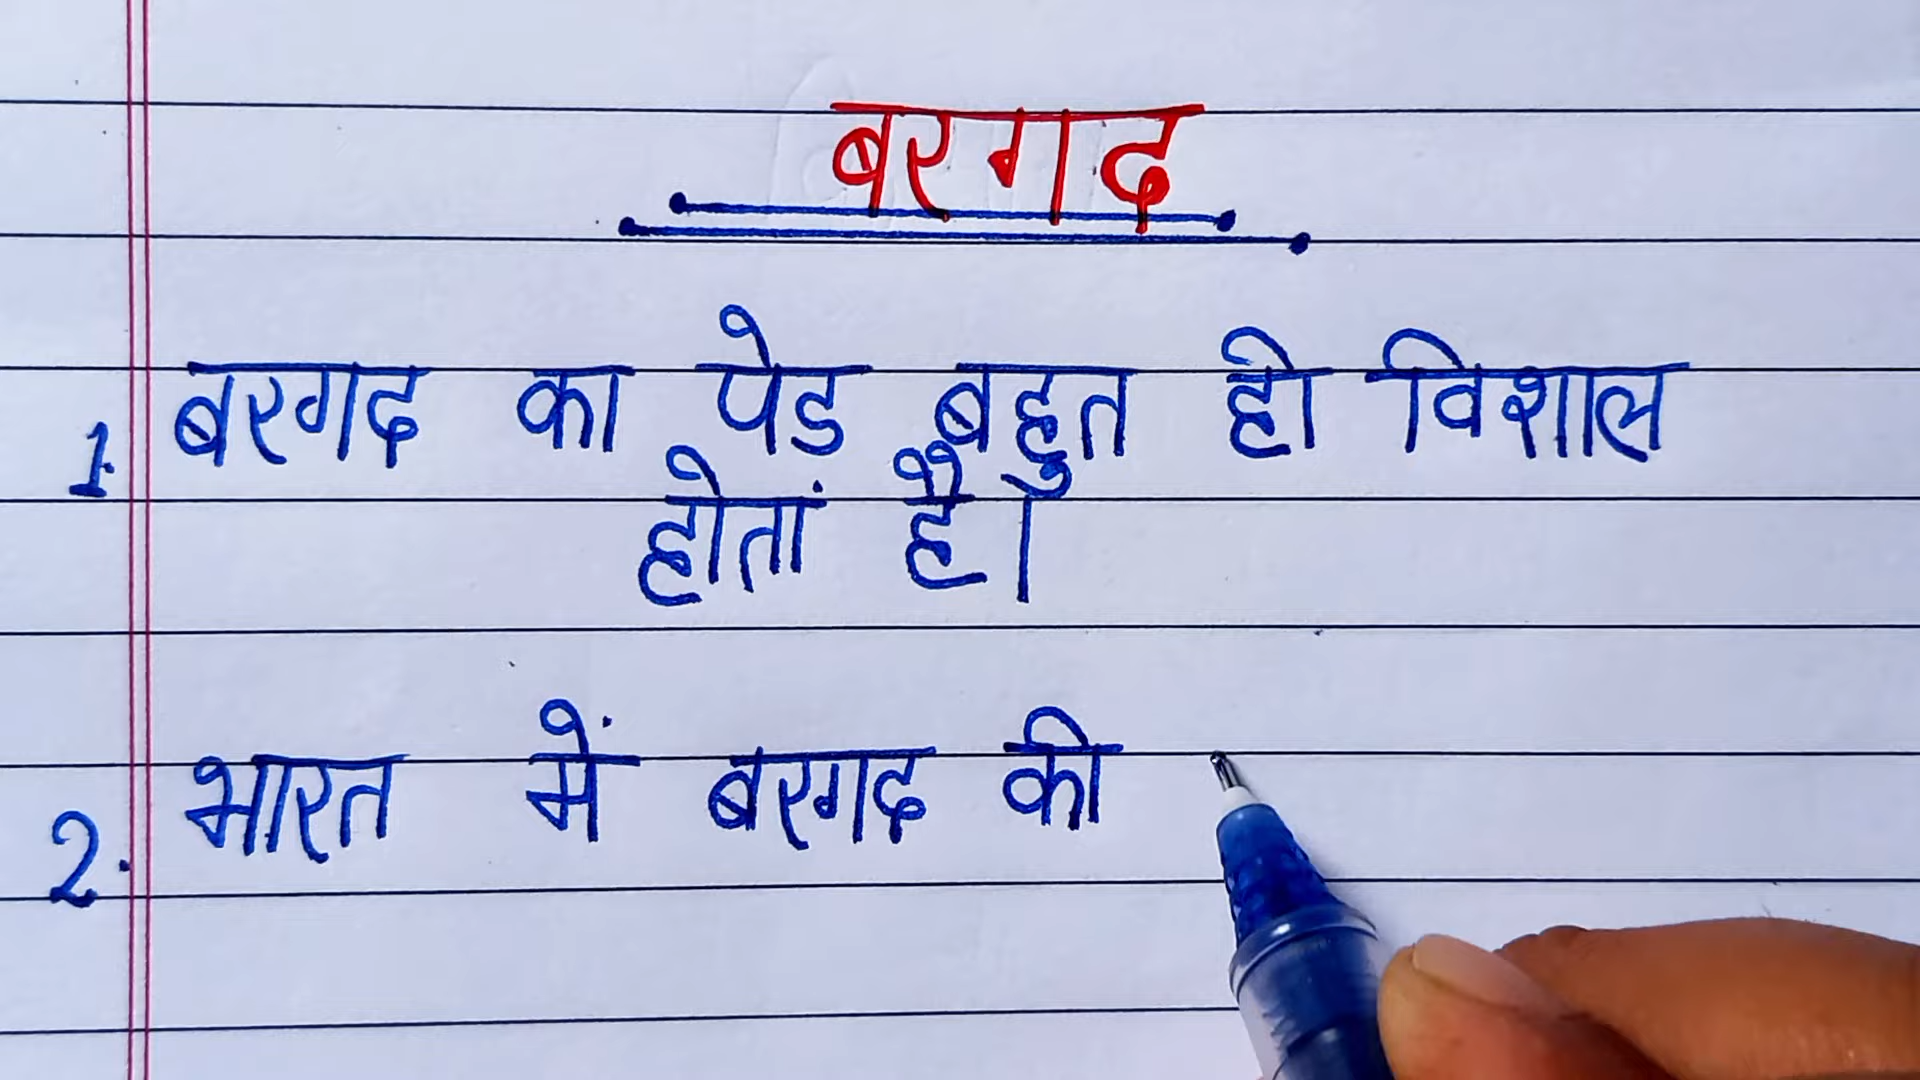 बरगद
1. बरगद का पेड बहुत ही विशाल
होतां है।
2. भारत में बरगद की